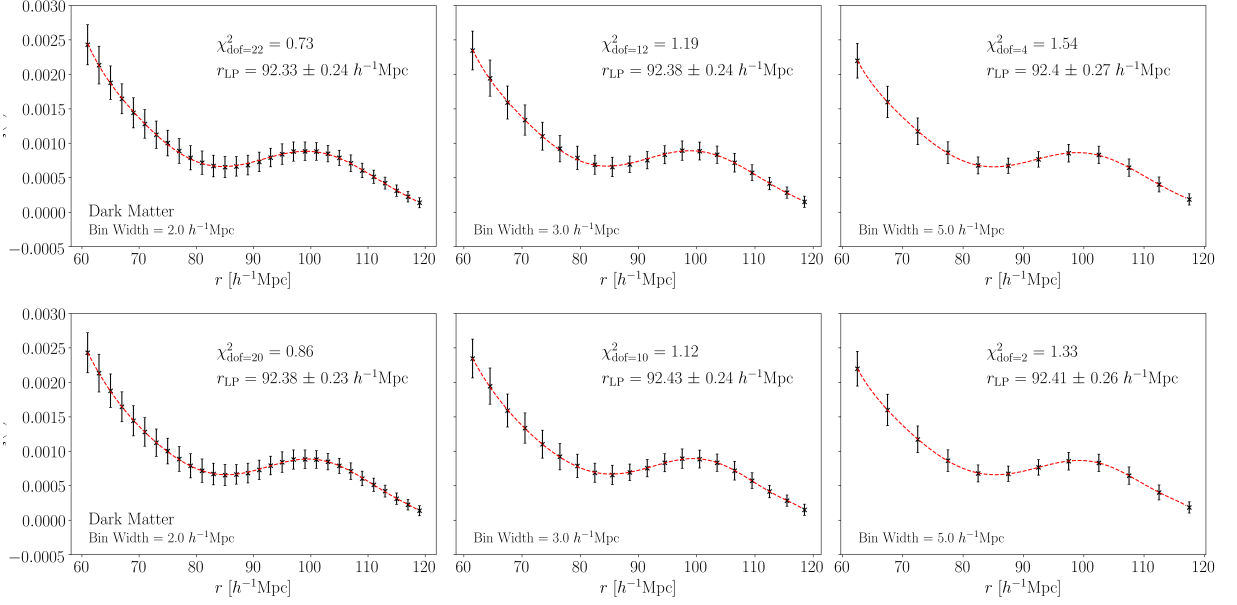 0.0030
0.0025
0.0020
0.0015
0.0010
0.0005
0.0000
−0.0005
χ²dof=22 = 0.73
rLP = 92.33 ± 0.24 h⁻¹Mpc
Dark Matter
Bin Width = 2.0 h⁻¹Mpc
60 70 80 90 100 110 120
r [h⁻¹Mpc]
χ²dof=12 = 1.19
rLP = 92.38 ± 0.24 h⁻¹Mpc
Bin Width = 3.0 h⁻¹Mpc
60 70 80 90 100 110 120
r [h⁻¹Mpc]
χ²dof=4 = 1.54
rLP = 92.4 ± 0.27 h⁻¹Mpc
Bin Width = 5.0 h⁻¹Mpc
60 70 80 90 100 110 120
r [h⁻¹Mpc]
0.0030
0.0025
0.0020
0.0015
0.0010
0.0005
0.0000
−0.0005
χ²dof=20 = 0.86
rLP = 92.38 ± 0.23 h⁻¹Mpc
Dark Matter
Bin Width = 2.0 h⁻¹Mpc
60 70 80 90 100 110 120
r [h⁻¹Mpc]
χ²dof=10 = 1.12
rLP = 92.43 ± 0.24 h⁻¹Mpc
Bin Width = 3.0 h⁻¹Mpc
60 70 80 90 100 110 120
r [h⁻¹Mpc]
χ²dof=2 = 1.33
rLP = 92.41 ± 0.26 h⁻¹Mpc
Bin Width = 5.0 h⁻¹Mpc
60 70 80 90 100 110 120
r [h⁻¹Mpc]